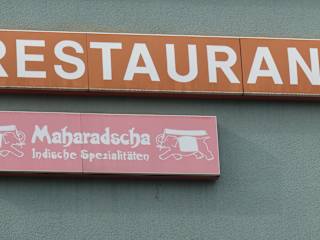 RESTAURAN
Maharadscha
Indische Spezialitäten